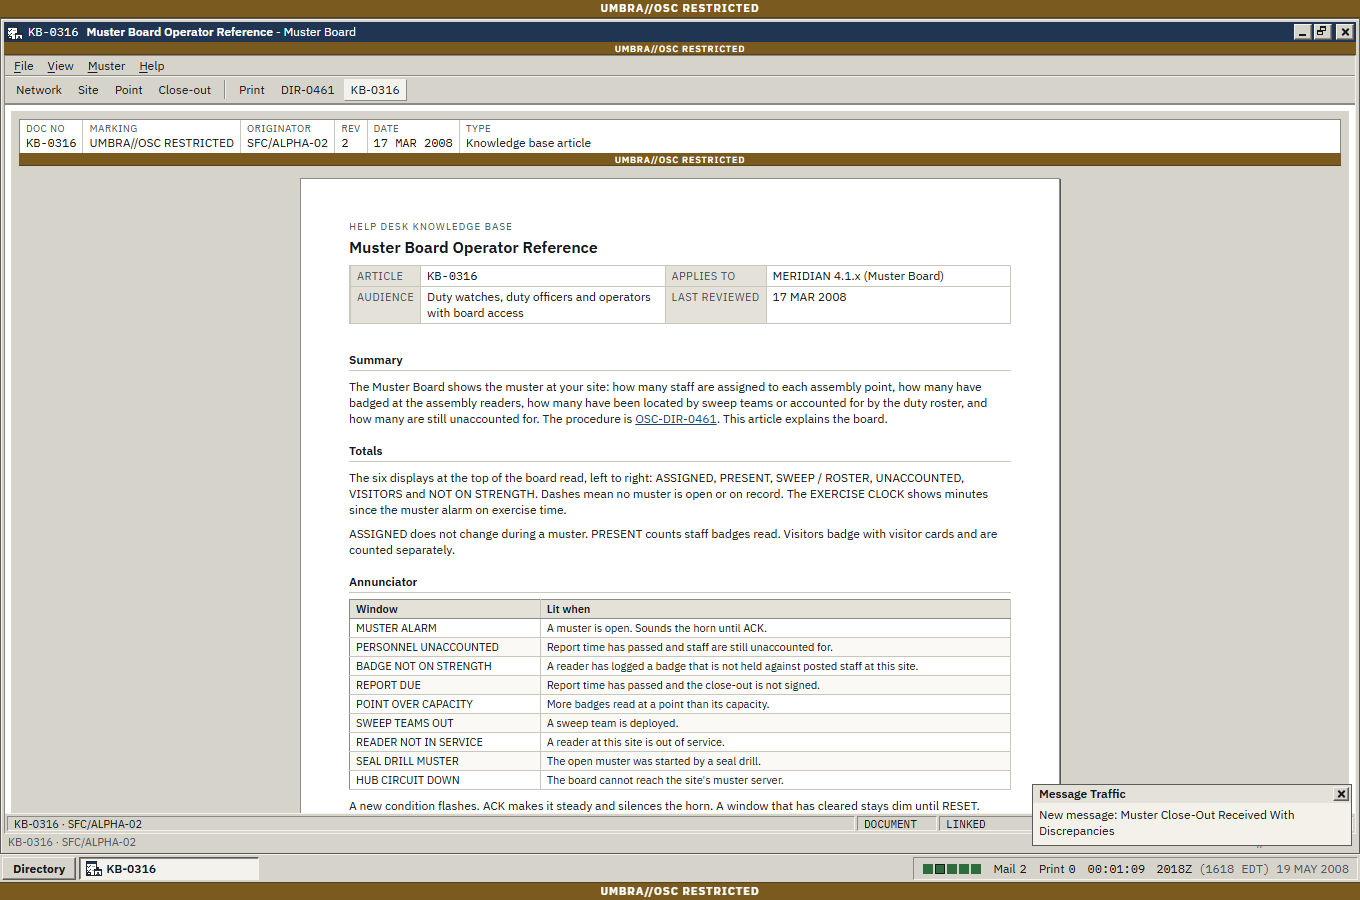 UMBRA//OSC RESTRICTED
KB-0316 Muster Board Operator Reference - Muster Board
UMBRA//OSC RESTRICTED
File View Muster Help
Network Site Point Close-out Print DIR-0461 KB-0316
DOC NO MARKING ORIGINATOR REV DATE TYPE
KB-0316 UMBRA//OSC RESTRICTED SFC/ALPHA-02 2 17 MAR 2008 Knowledge base article
UMBRA//OSC RESTRICTED
HELP DESK KNOWLEDGE BASE
Muster Board Operator Reference
ARTICLE KB-0316 APPLIES TO MERIDIAN 4.1.x (Muster Board)
AUDIENCE Duty watches, duty officers and operators LAST REVIEWED 17 MAR 2008
with board access
Summary
The Muster Board shows the muster at your site: how many staff are assigned to each assembly point, how many have
badged at the assembly readers, how many have been located by sweep teams or accounted for by the duty roster, and
how many are still unaccounted for. The procedure is OSC-DIR-0461. This article explains the board.
Totals
The six displays at the top of the board read, left to right: ASSIGNED, PRESENT, SWEEP / ROSTER, UNACCOUNTED,
VISITORS and NOT ON STRENGTH. Dashes mean no muster is open or on record. The EXERCISE CLOCK shows minutes
since the muster alarm on exercise time.
ASSIGNED does not change during a muster. PRESENT counts staff badges read. Visitors badge with visitor cards and are
counted separately.
Annunciator
Window Lit when
MUSTER ALARM A muster is open. Sounds the horn until ACK.
PERSONNEL UNACCOUNTED Report time has passed and staff are still unaccounted for.
BADGE NOT ON STRENGTH A reader has logged a badge that is not held against posted staff at this site.
REPORT DUE Report time has passed and the close-out is not signed.
POINT OVER CAPACITY More badges read at a point than its capacity.
SWEEP TEAMS OUT A sweep team is deployed.
READER NOT IN SERVICE A reader at this site is out of service.
SEAL DRILL MUSTER The open muster was started by a seal drill.
HUB CIRCUIT DOWN The board cannot reach the site's muster server.
A new condition flashes. ACK makes it steady and silences the horn. A window that has cleared stays dim until RESET.
Message Traffic
New message: Muster Close-Out Received With
Discrepancies
KB-0316 · SFC/ALPHA-02 DOCUMENT LINKED
KB-0316 · SFC/ALPHA-02
Directory KB-0316 Mail 2 Print 0 00:01:09 2018Z (1618 EDT) 19 MAY 2008
UMBRA//OSC RESTRICTED